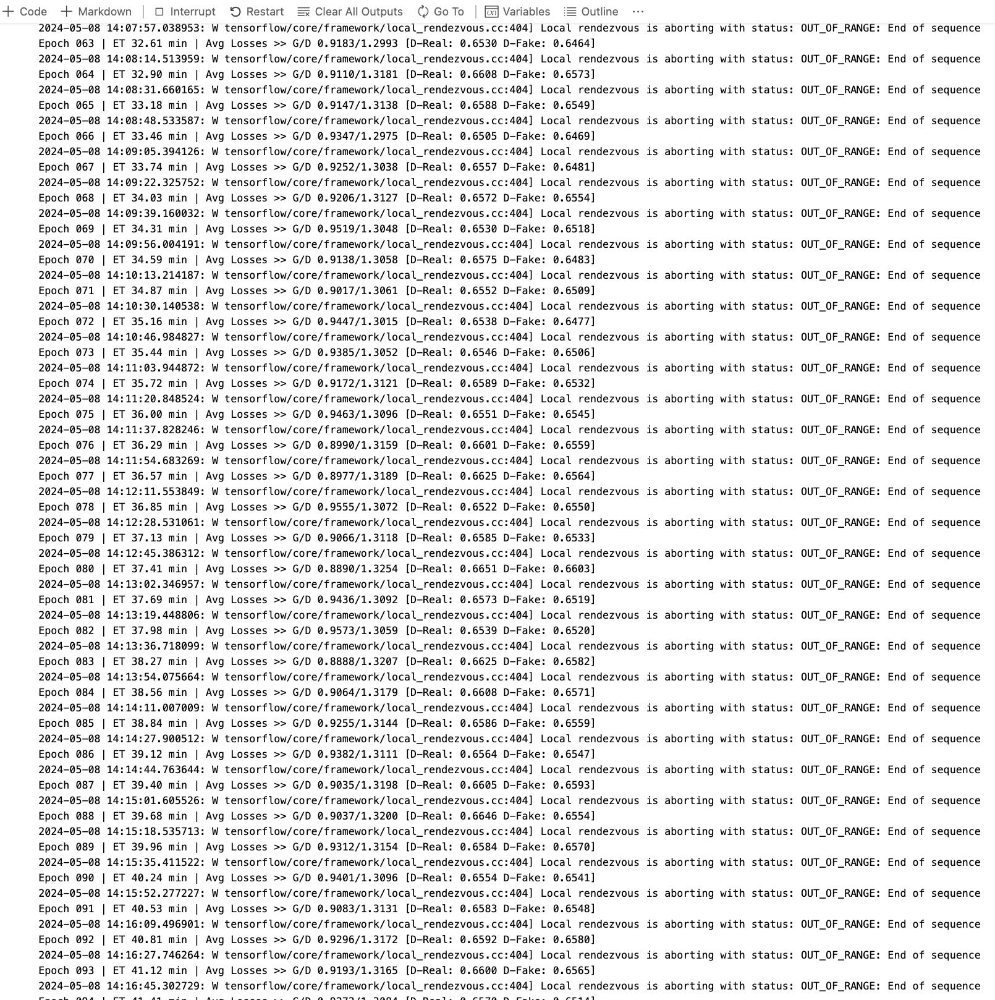 + Code + Markdown | Interrupt Restart Clear All Outputs Go To | Variables Outline ...
2024-05-08 14:07:57.038953: W tensorflow/core/framework/local_rendezvous.cc:404] Local rendezvous is aborting with status: OUT_OF_RANGE: End of sequence
Epoch 063 | ET 32.61 min | Avg Losses >> G/D 0.9183/1.2993 [D-Real: 0.6530 D-Fake: 0.6464]
2024-05-08 14:08:14.513959: W tensorflow/core/framework/local_rendezvous.cc:404] Local rendezvous is aborting with status: OUT_OF_RANGE: End of sequence
Epoch 064 | ET 32.90 min | Avg Losses >> G/D 0.9110/1.3181 [D-Real: 0.6608 D-Fake: 0.6573]
2024-05-08 14:08:31.660165: W tensorflow/core/framework/local_rendezvous.cc:404] Local rendezvous is aborting with status: OUT_OF_RANGE: End of sequence
Epoch 065 | ET 33.18 min | Avg Losses >> G/D 0.9147/1.3138 [D-Real: 0.6588 D-Fake: 0.6549]
2024-05-08 14:08:48.533587: W tensorflow/core/framework/local_rendezvous.cc:404] Local rendezvous is aborting with status: OUT_OF_RANGE: End of sequence
Epoch 066 | ET 33.46 min | Avg Losses >> G/D 0.9347/1.2975 [D-Real: 0.6505 D-Fake: 0.6469]
2024-05-08 14:09:05.394126: W tensorflow/core/framework/local_rendezvous.cc:404] Local rendezvous is aborting with status: OUT_OF_RANGE: End of sequence
Epoch 067 | ET 33.74 min | Avg Losses >> G/D 0.9252/1.3038 [D-Real: 0.6557 D-Fake: 0.6481]
2024-05-08 14:09:22.325752: W tensorflow/core/framework/local_rendezvous.cc:404] Local rendezvous is aborting with status: OUT_OF_RANGE: End of sequence
Epoch 068 | ET 34.03 min | Avg Losses >> G/D 0.9206/1.3127 [D-Real: 0.6572 D-Fake: 0.6554]
2024-05-08 14:09:39.160032: W tensorflow/core/framework/local_rendezvous.cc:404] Local rendezvous is aborting with status: OUT_OF_RANGE: End of sequence
Epoch 069 | ET 34.31 min | Avg Losses >> G/D 0.9519/1.3048 [D-Real: 0.6530 D-Fake: 0.6518]
2024-05-08 14:09:56.004191: W tensorflow/core/framework/local_rendezvous.cc:404] Local rendezvous is aborting with status: OUT_OF_RANGE: End of sequence
Epoch 070 | ET 34.59 min | Avg Losses >> G/D 0.9138/1.3058 [D-Real: 0.6575 D-Fake: 0.6483]
2024-05-08 14:10:13.214187: W tensorflow/core/framework/local_rendezvous.cc:404] Local rendezvous is aborting with status: OUT_OF_RANGE: End of sequence
Epoch 071 | ET 34.87 min | Avg Losses >> G/D 0.9017/1.3061 [D-Real: 0.6552 D-Fake: 0.6509]
2024-05-08 14:10:30.140538: W tensorflow/core/framework/local_rendezvous.cc:404] Local rendezvous is aborting with status: OUT_OF_RANGE: End of sequence
Epoch 072 | ET 35.16 min | Avg Losses >> G/D 0.9447/1.3015 [D-Real: 0.6538 D-Fake: 0.6477]
2024-05-08 14:10:46.984827: W tensorflow/core/framework/local_rendezvous.cc:404] Local rendezvous is aborting with status: OUT_OF_RANGE: End of sequence
Epoch 073 | ET 35.44 min | Avg Losses >> G/D 0.9385/1.3052 [D-Real: 0.6546 D-Fake: 0.6506]
2024-05-08 14:11:03.944872: W tensorflow/core/framework/local_rendezvous.cc:404] Local rendezvous is aborting with status: OUT_OF_RANGE: End of sequence
Epoch 074 | ET 35.72 min | Avg Losses >> G/D 0.9172/1.3121 [D-Real: 0.6589 D-Fake: 0.6532]
2024-05-08 14:11:20.848524: W tensorflow/core/framework/local_rendezvous.cc:404] Local rendezvous is aborting with status: OUT_OF_RANGE: End of sequence
Epoch 075 | ET 36.00 min | Avg Losses >> G/D 0.9463/1.3096 [D-Real: 0.6551 D-Fake: 0.6545]
2024-05-08 14:11:37.828246: W tensorflow/core/framework/local_rendezvous.cc:404] Local rendezvous is aborting with status: OUT_OF_RANGE: End of sequence
Epoch 076 | ET 36.29 min | Avg Losses >> G/D 0.8990/1.3159 [D-Real: 0.6601 D-Fake: 0.6559]
2024-05-08 14:11:54.683269: W tensorflow/core/framework/local_rendezvous.cc:404] Local rendezvous is aborting with status: OUT_OF_RANGE: End of sequence
Epoch 077 | ET 36.57 min | Avg Losses >> G/D 0.8977/1.3189 [D-Real: 0.6625 D-Fake: 0.6564]
2024-05-08 14:12:11.553849: W tensorflow/core/framework/local_rendezvous.cc:404] Local rendezvous is aborting with status: OUT_OF_RANGE: End of sequence
Epoch 078 | ET 36.85 min | Avg Losses >> G/D 0.9555/1.3072 [D-Real: 0.6522 D-Fake: 0.6550]
2024-05-08 14:12:28.531061: W tensorflow/core/framework/local_rendezvous.cc:404] Local rendezvous is aborting with status: OUT_OF_RANGE: End of sequence
Epoch 079 | ET 37.13 min | Avg Losses >> G/D 0.9066/1.3118 [D-Real: 0.6585 D-Fake: 0.6533]
2024-05-08 14:12:45.386312: W tensorflow/core/framework/local_rendezvous.cc:404] Local rendezvous is aborting with status: OUT_OF_RANGE: End of sequence
Epoch 080 | ET 37.41 min | Avg Losses >> G/D 0.8890/1.3254 [D-Real: 0.6651 D-Fake: 0.6603]
2024-05-08 14:13:02.346957: W tensorflow/core/framework/local_rendezvous.cc:404] Local rendezvous is aborting with status: OUT_OF_RANGE: End of sequence
Epoch 081 | ET 37.69 min | Avg Losses >> G/D 0.9436/1.3092 [D-Real: 0.6573 D-Fake: 0.6519]
2024-05-08 14:13:19.448806: W tensorflow/core/framework/local_rendezvous.cc:404] Local rendezvous is aborting with status: OUT_OF_RANGE: End of sequence
Epoch 082 | ET 37.98 min | Avg Losses >> G/D 0.9573/1.3059 [D-Real: 0.6539 D-Fake: 0.6520]
2024-05-08 14:13:36.718099: W tensorflow/core/framework/local_rendezvous.cc:404] Local rendezvous is aborting with status: OUT_OF_RANGE: End of sequence
Epoch 083 | ET 38.27 min | Avg Losses >> G/D 0.8888/1.3207 [D-Real: 0.6625 D-Fake: 0.6582]
2024-05-08 14:13:54.075664: W tensorflow/core/framework/local_rendezvous.cc:404] Local rendezvous is aborting with status: OUT_OF_RANGE: End of sequence
Epoch 084 | ET 38.56 min | Avg Losses >> G/D 0.9064/1.3179 [D-Real: 0.6608 D-Fake: 0.6571]
2024-05-08 14:14:11.007009: W tensorflow/core/framework/local_rendezvous.cc:404] Local rendezvous is aborting with status: OUT_OF_RANGE: End of sequence
Epoch 085 | ET 38.84 min | Avg Losses >> G/D 0.9255/1.3144 [D-Real: 0.6586 D-Fake: 0.6559]
2024-05-08 14:14:27.900512: W tensorflow/core/framework/local_rendezvous.cc:404] Local rendezvous is aborting with status: OUT_OF_RANGE: End of sequence
Epoch 086 | ET 39.12 min | Avg Losses >> G/D 0.9382/1.3111 [D-Real: 0.6564 D-Fake: 0.6547]
2024-05-08 14:14:44.763644: W tensorflow/core/framework/local_rendezvous.cc:404] Local rendezvous is aborting with status: OUT_OF_RANGE: End of sequence
Epoch 087 | ET 39.40 min | Avg Losses >> G/D 0.9035/1.3198 [D-Real: 0.6605 D-Fake: 0.6593]
2024-05-08 14:15:01.605526: W tensorflow/core/framework/local_rendezvous.cc:404] Local rendezvous is aborting with status: OUT_OF_RANGE: End of sequence
Epoch 088 | ET 39.68 min | Avg Losses >> G/D 0.9037/1.3200 [D-Real: 0.6646 D-Fake: 0.6554]
2024-05-08 14:15:18.535713: W tensorflow/core/framework/local_rendezvous.cc:404] Local rendezvous is aborting with status: OUT_OF_RANGE: End of sequence
Epoch 089 | ET 39.96 min | Avg Losses >> G/D 0.9312/1.3154 [D-Real: 0.6584 D-Fake: 0.6570]
2024-05-08 14:15:35.411522: W tensorflow/core/framework/local_rendezvous.cc:404] Local rendezvous is aborting with status: OUT_OF_RANGE: End of sequence
Epoch 090 | ET 40.24 min | Avg Losses >> G/D 0.9401/1.3096 [D-Real: 0.6554 D-Fake: 0.6541]
2024-05-08 14:15:52.277227: W tensorflow/core/framework/local_rendezvous.cc:404] Local rendezvous is aborting with status: OUT_OF_RANGE: End of sequence
Epoch 091 | ET 40.53 min | Avg Losses >> G/D 0.9083/1.3131 [D-Real: 0.6583 D-Fake: 0.6548]
2024-05-08 14:16:09.496901: W tensorflow/core/framework/local_rendezvous.cc:404] Local rendezvous is aborting with status: OUT_OF_RANGE: End of sequence
Epoch 092 | ET 40.81 min | Avg Losses >> G/D 0.9296/1.3172 [D-Real: 0.6592 D-Fake: 0.6580]
2024-05-08 14:16:27.746264: W tensorflow/core/framework/local_rendezvous.cc:404] Local rendezvous is aborting with status: OUT_OF_RANGE: End of sequence
Epoch 093 | ET 41.12 min | Avg Losses >> G/D 0.9193/1.3165 [D-Real: 0.6600 D-Fake: 0.6565]
2024-05-08 14:16:45.302729: W tensorflow/core/framework/local_rendezvous.cc:404] Local rendezvous is aborting with status: OUT_OF_RANGE: End of sequence